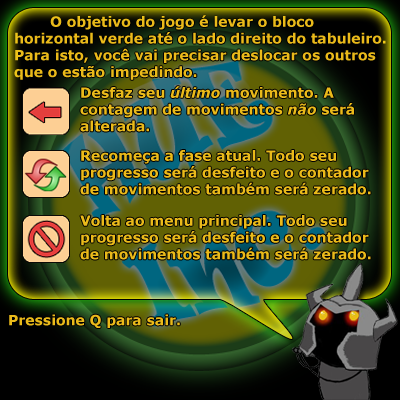 O objetivo do jogo é levar o bloco
horizontal verde até o lado direito do tabuleiro.
Para isto, você vai precisar deslocar os outros
que o estão impedindo.
Desfaz seu último movimento. A
contagem de movimentos não será
alterada.
Recomeça a fase atual. Todo seu
progresso será desfeito e o contador
de movimentos também será zerado.
Volta ao menu principal. Todo seu
progresso será desfeito e o contador
de movimentos também será zerado.
Pressione Q para sair.